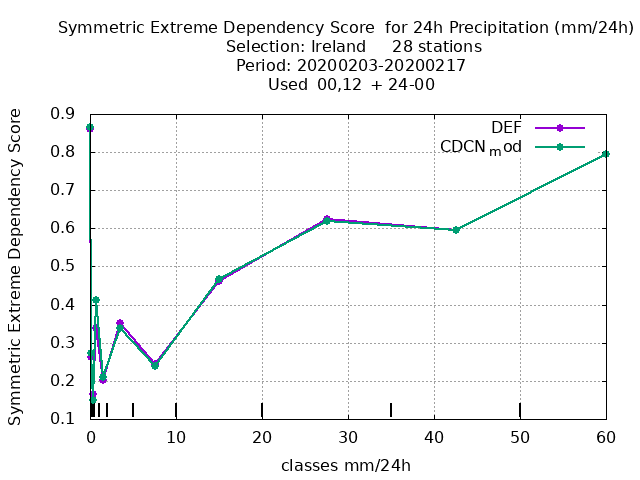 Symmetric Extreme Dependency Score  for 24h Precipitation (mm/24h)
Selection: Ireland     28 stations
Period: 20200203-20200217
Used  00,12  + 24-00
DEF
CDCN_mod
Symmetric Extreme Dependency Score
0.9
0.8
0.7
0.6
0.5
0.4
0.3
0.2
0.1
0 10 20 30 40 50 60
classes mm/24h